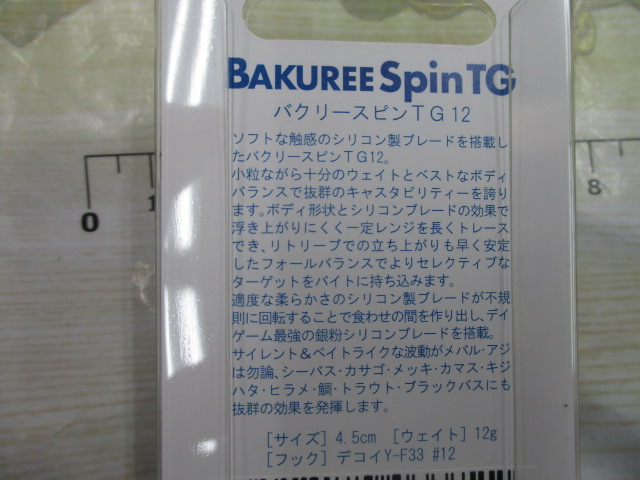 BAKUREE SpinTG
バクリースピンTG 12
ソフトな触感のシリコン製ブレードを搭載し
たバクリースピンTG12。
小粒ながら十分のウェイトとベストなボディ
バランスで抜群のキャスタビリティーを誇り
ます。ボディ形状とシリコンブレードの効果で
浮き上がりにくく一定レンジを長くトレース
でき、リトリーブでの立ち上がりも早く安定
したフォールバランスでよりセレクティブな
ターゲットをバイトに持ち込みます。
適度な柔らかさのシリコン製ブレードが不規
則に回転することで食わせの間を作り出し、デイ
ゲーム最強の銀粉シリコンブレードを搭載。
サイレント&ベイトライクな波動がメバル・アジ
は勿論、シーバス・カサゴ・メッキ・カマス・キジ
ハタ・ヒラメ・鯛・トラウト・ブラックバスにも
抜群の効果を発揮します。
[サイズ] 4.5cm [ウェイト] 12g
[フック] デコイY-F33 #12
0 1 8